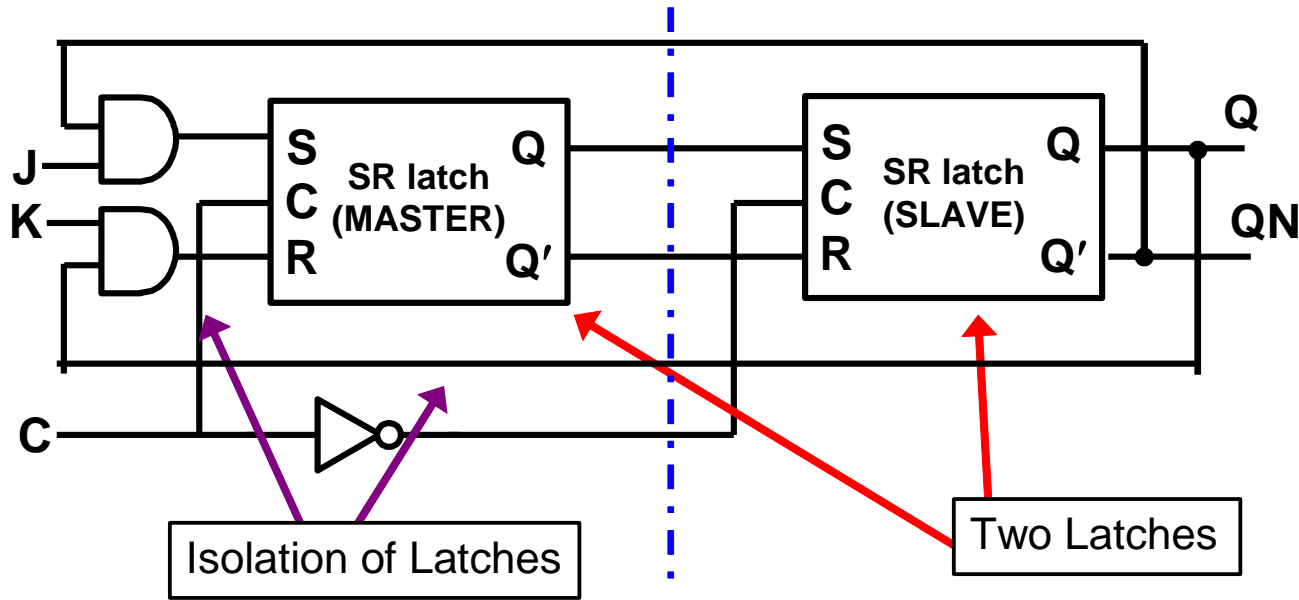 J
K
C
S
C
R
SR latch
(MASTER)
Q
Q′
S
C
R
SR latch
(SLAVE)
Q
Q′
Q
QN
Isolation of Latches
Two Latches